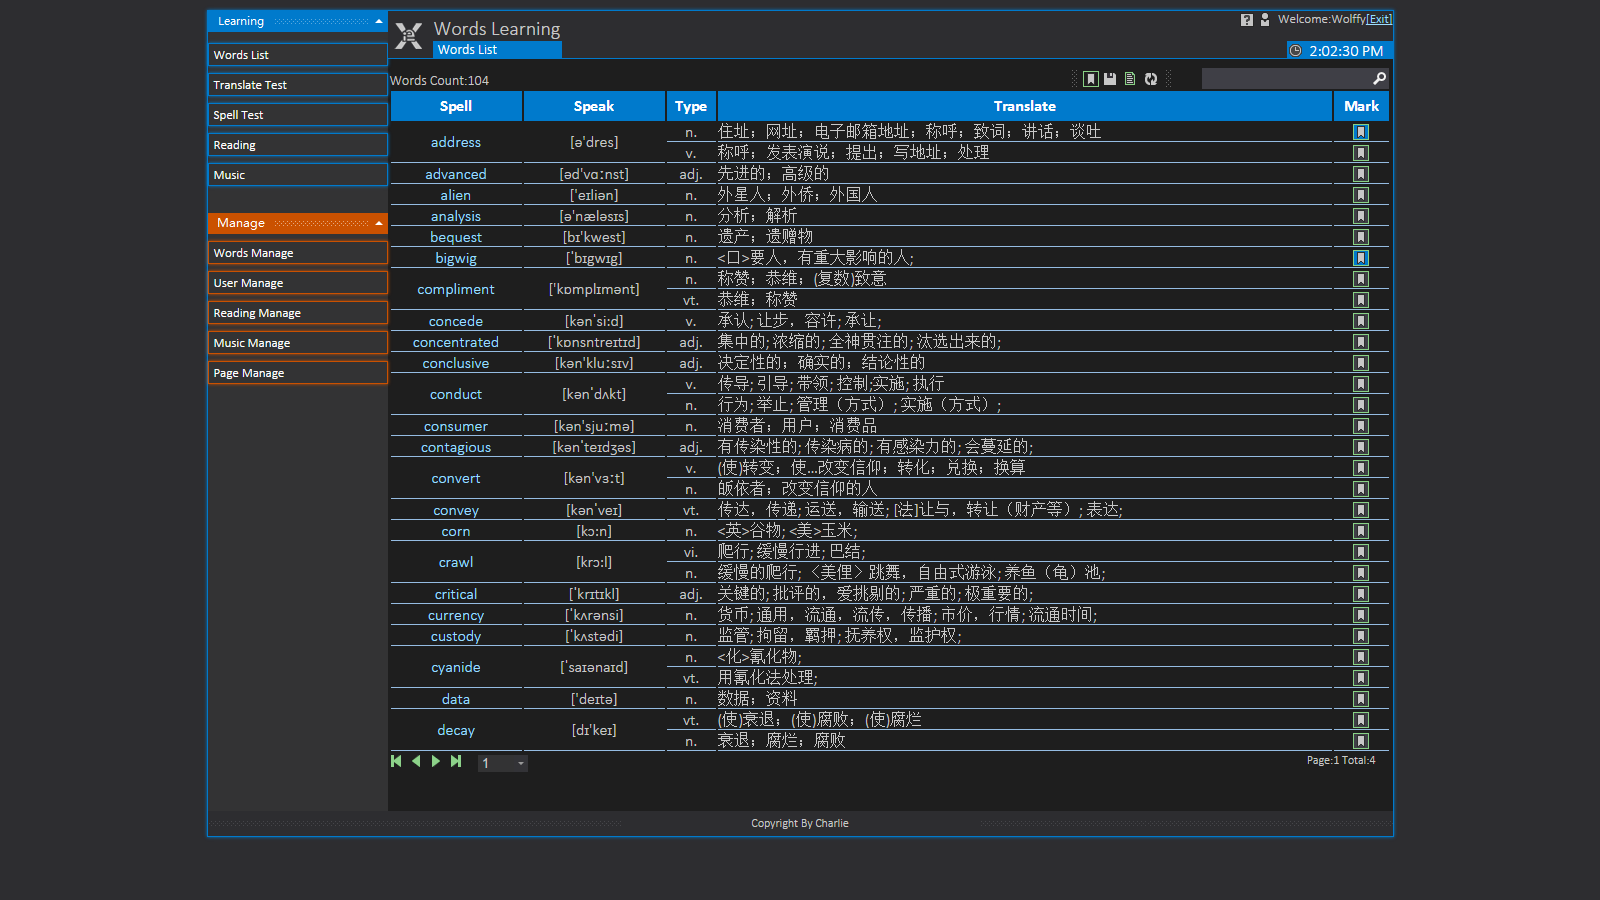 Learning
Words List
Translate Test
Spell Test
Reading
Music
Manage
Words Manage
User Manage
Reading Manage
Music Manage
Page Manage
Words Learning
Words List
Welcome:Wolffy[Exit]
2:02:30 PM
Words Count:104
Spell Speak Type Translate Mark
address [ə'dres] n. 住址；网址；电子邮箱地址；称呼；致词；讲话；谈吐
v. 称呼；发表演说；提出；写地址；处理
advanced [əd'vɑːnst] adj. 先进的；高级的
alien ['eɪliən] n. 外星人；外侨；外国人
analysis [ə'næləsɪs] n. 分析；解析
bequest [bɪ'kwest] n. 遗产；遗赠物
bigwig [ˈbɪgwɪg] n. <口>要人，有重大影响的人;
compliment ['kɒmplɪmənt] n. 称赞；恭维；(复数)致意
vt. 恭维；称赞
concede [kənˈsiːd] v. 承认; 让步，容许; 承让;
concentrated [ˈkɒnsntreɪtɪd] adj. 集中的; 浓缩的; 全神贯注的; 汰选出来的;
conclusive [kən'kluːsɪv] adj. 决定性的；确实的；结论性的
conduct [kənˈdʌkt] v. 传导; 引导; 带领; 控制;实施; 执行
n. 行为; 举止; 管理（方式）; 实施（方式）;
consumer [kən'sjuːmə] n. 消费者；用户；消费品
contagious [kənˈteɪdʒəs] adj. 有传染性的; 传染病的; 有感染力的; 会蔓延的;
convert [kən'vɜːt] v. (使)转变；使...改变信仰；转化；兑换；换算
n. 皈依者；改变信仰的人
convey [kənˈveɪ] vt. 传达，传递; 运送，输送; [法]让与，转让（财产等）; 表达;
corn [kɔːn] n. <英>谷物; <美>玉米;
crawl [krɔːl] vi. 爬行; 缓慢行进; 巴结;
n. 缓慢的爬行; 〈美俚〉跳舞，自由式游泳; 养鱼（龟）池;
critical [ˈkrɪtɪkl] adj. 关键的; 批评的，爱挑剔的; 严重的; 极重要的;
currency [ˈkʌrənsi] n. 货币; 通用，流通，流传，传播; 市价，行情; 流通时间;
custody [ˈkʌstədi] n. 监管; 拘留，羁押; 抚养权，监护权;
cyanide [ˈsaɪənaɪd] n. <化>氰化物;
vt. 用氰化法处理;
data ['deɪtə] n. 数据；资料
decay [dɪ'keɪ] vt. (使)衰退；(使)腐败；(使)腐烂
n. 衰退；腐烂；腐败
1
Page:1 Total:4
Copyright By Charlie